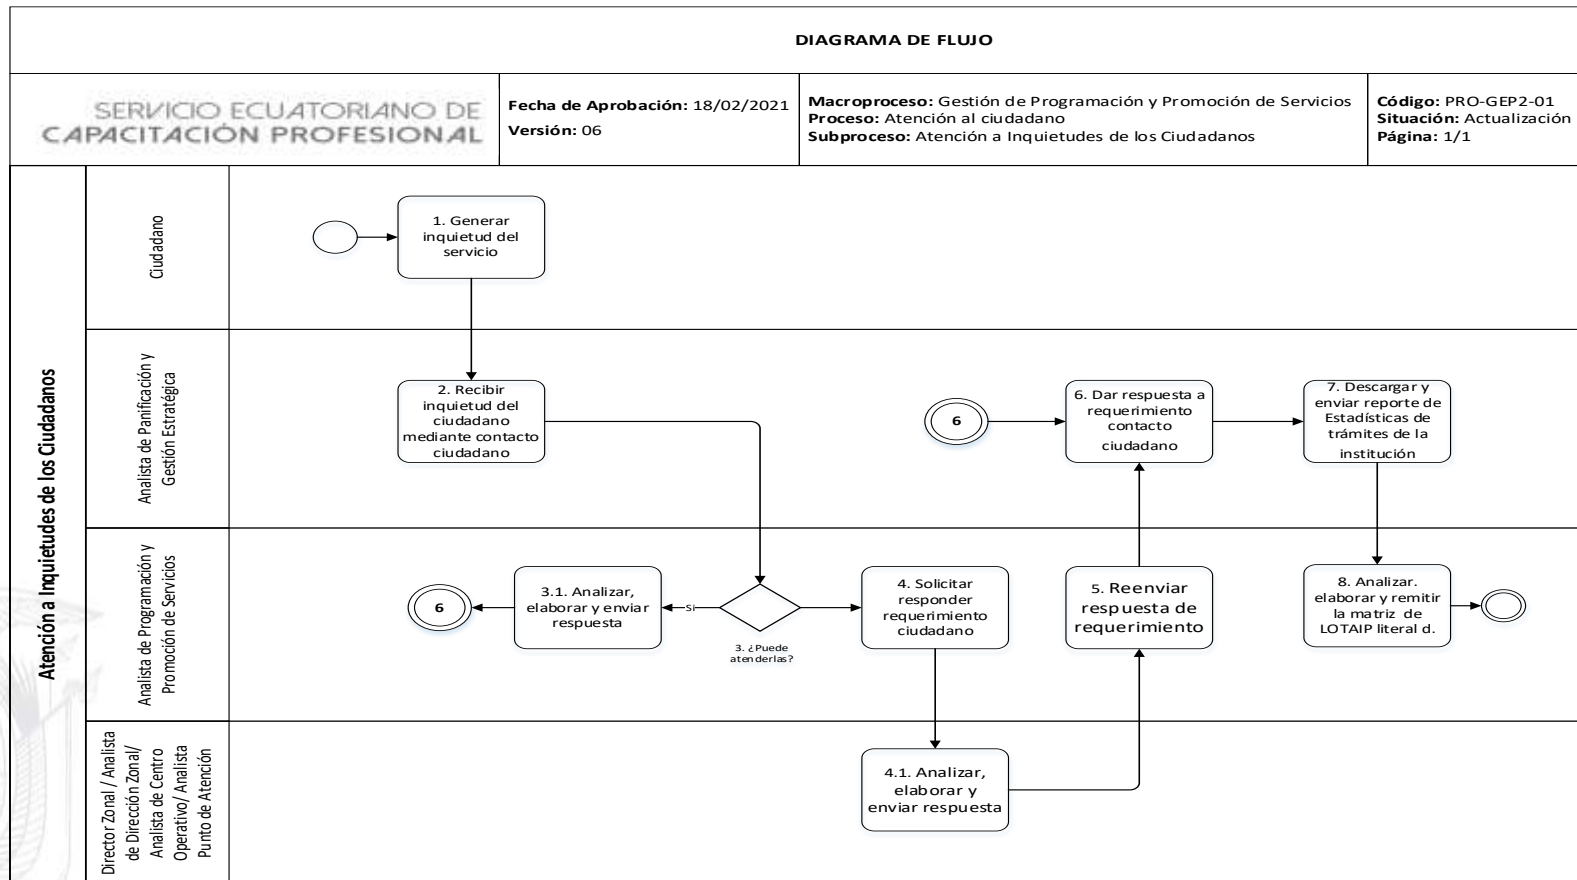 DIAGRAMA DE FLUJO
SERVICIO ECUATORIANO DE
CAPACITACIÓN PROFESIONAL
Fecha de Aprobación: 18/02/2021
Versión: 06
Macroproceso: Gestión de Programación y Promoción de Servicios
Proceso: Atención al ciudadano
Subproceso: Atención a Inquietudes de los Ciudadanos
Código: PRO-GEP2-01
Situación: Actualización
Página: 1/1
Atención a Inquietudes de los Ciudadanos
Ciudadano
1. Generar
inquietud del
servicio
Analista de Panificación y
Gestión Estratégica
2. Recibir
inquietud del
ciudadano
mediante contacto
ciudadano
6
6. Dar respuesta a
requerimiento
contacto
ciudadano
7. Descargar y
enviar reporte de
Estadísticas de
trámites de la
institución
Analista de Programación y
Promoción de Servicios
6
3.1. Analizar,
elaborar y enviar
respuesta
si
3. ¿Puede
atenderlas?
4. Solicitar
responder
requerimiento
ciudadano
5. Reenviar
respuesta de
requerimiento
8. Analizar.
elaborar y remitir
la matriz de
LOTAIP literal d.
Director Zonal / Analista
de Dirección Zonal/
Analista de Centro
Operativo/ Analista
Punto de Atención
4.1. Analizar,
elaborar y
enviar respuesta